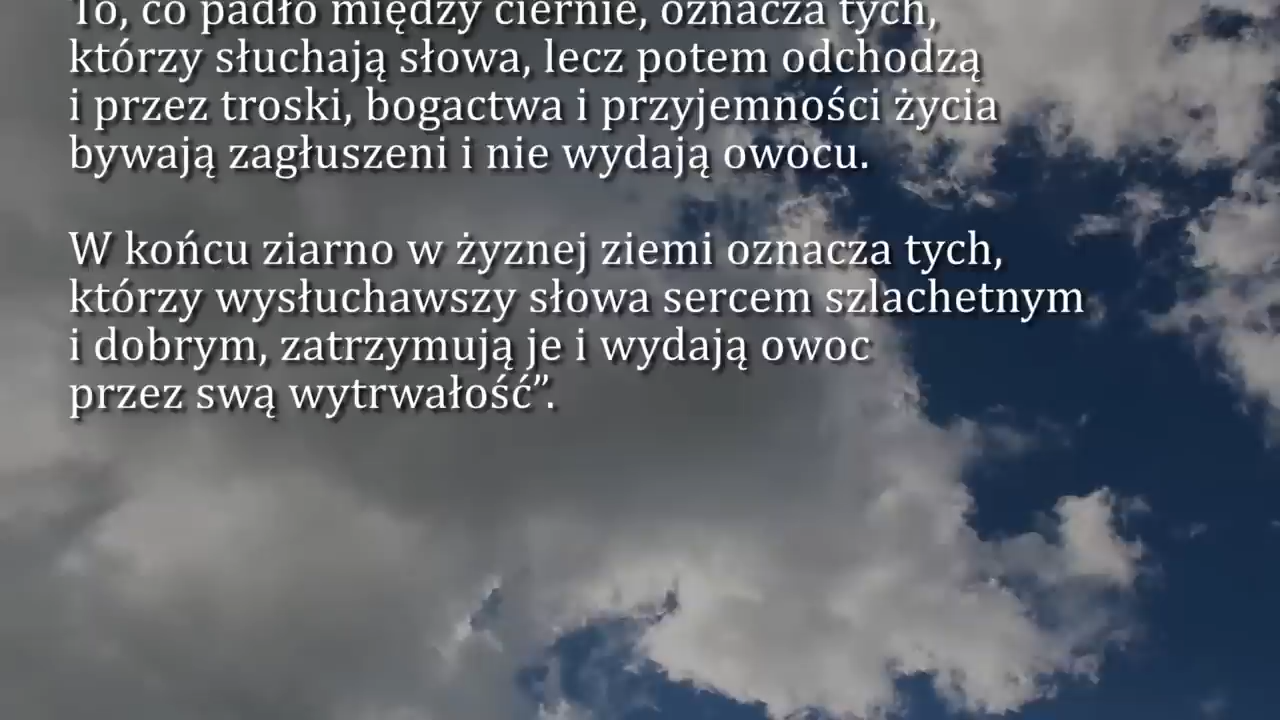 To, co padło między ciernie, oznacza tych,
którzy słuchają słowa, lecz potem odchodzą
i przez troski, bogactwa i przyjemności życia
bywają zagłuszeni i nie wydają owocu.
W końcu ziarno w żyznej ziemi oznacza tych,
którzy wysłuchawszy słowa sercem szlachetnym
i dobrym, zatrzymują je i wydają owoc
przez swą wytrwałość”.